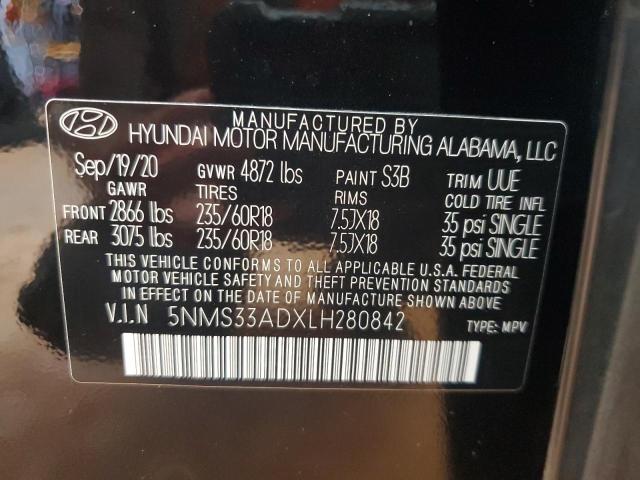 MANUFACTURED BY
HYUNDAI MOTOR MANUFACTURING ALABAMA, LLC
Sep/19/20 GVWR 4872 lbs PAINT S3B TRIM UUE
GAWR TIRES RIMS COLD TIRE INFL
FRONT 2866 lbs 235/60R18 7.5JX18 35 psi SINGLE
REAR 3075 lbs 235/60R18 7.5JX18 35 psi SINGLE
THIS VEHICLE CONFORMS TO ALL APPLICABLE U.S.A. FEDERAL
MOTOR VEHICLE SAFETY AND THEFT PREVENTION STANDARDS
IN EFFECT ON THE DATE OF MANUFACTURE SHOWN ABOVE.
V.I.N 5NMS33ADXLH280842 TYPE: MPV